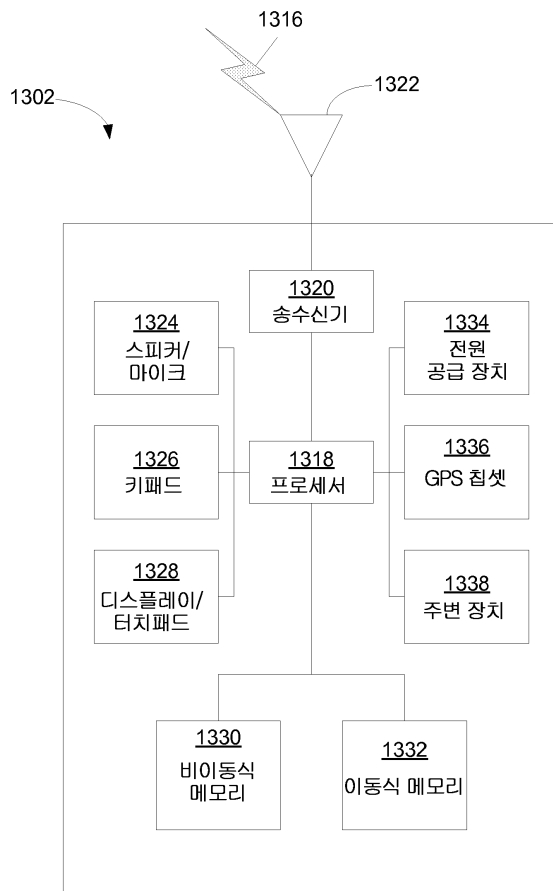 1316
1322
1302
1320
송수신기
1324
스피커/
마이크
1334
전원
공급 장치
1326
키패드
1318
프로세서
1336
GPS 칩셋
1328
디스플레이/
터치패드
1338
주변 장치
1330
비이동식
메모리
1332
이동식 메모리